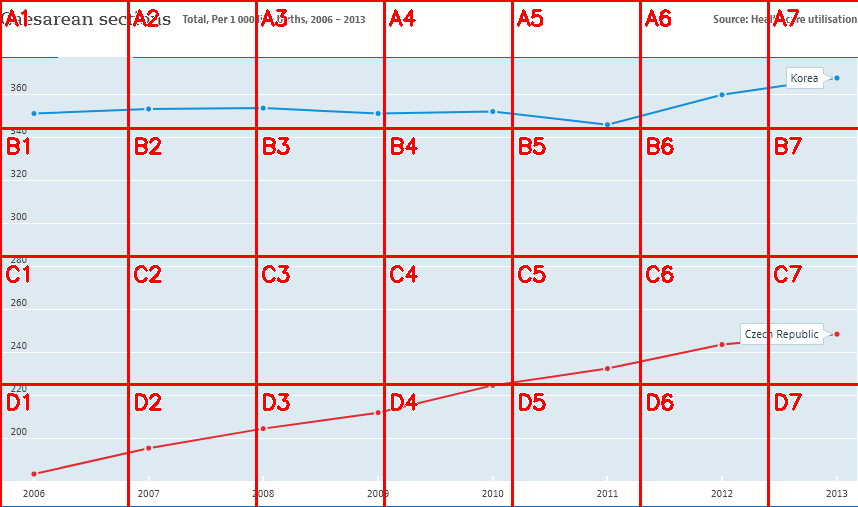 Caesarean sections Total, Per 1 000 live births, 2006 – 2013 Source: Health care utilisation
A1 A2 A3 A4 A5 A6 A7
Korea
360
340
B1 B2 B3 B4 B5 B6 B7
320
300
280
C1 C2 C3 C4 C5 C6 C7
260
Czech Republic
240
220
D1 D2 D3 D4 D5 D6 D7
200
2006 2007 2008 2009 2010 2011 2012 2013